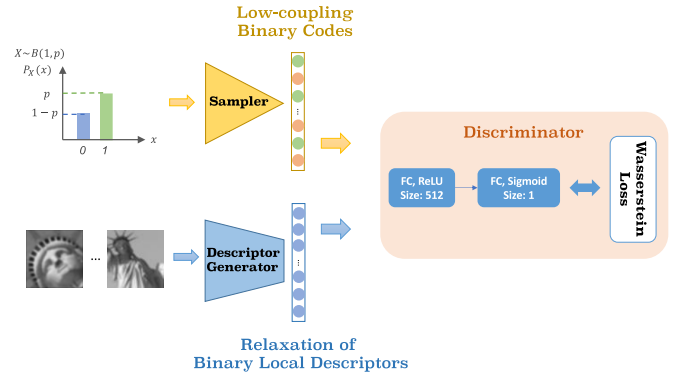 Low-coupling
Binary Codes
X~B(1,p)
P_X(x)
p
1 − p
0 1 x
Sampler
...
Discriminator
FC, ReLU
Size: 512
FC, Sigmoid
Size: 1
Wasserstein
Loss
...
Descriptor
Generator
...
Relaxation of
Binary Local Descriptors